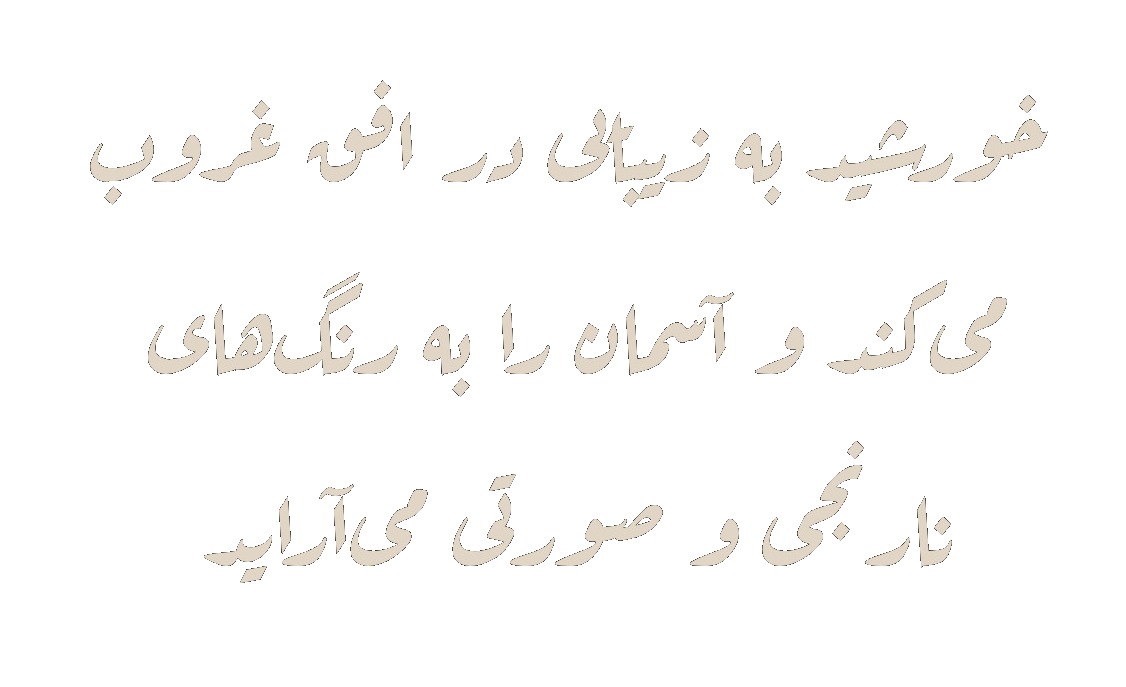 خورشید به زیبائی در افق غروب
می‌کند و آسمان را به رنگ‌های
نارنجی و صورتی می‌آراید